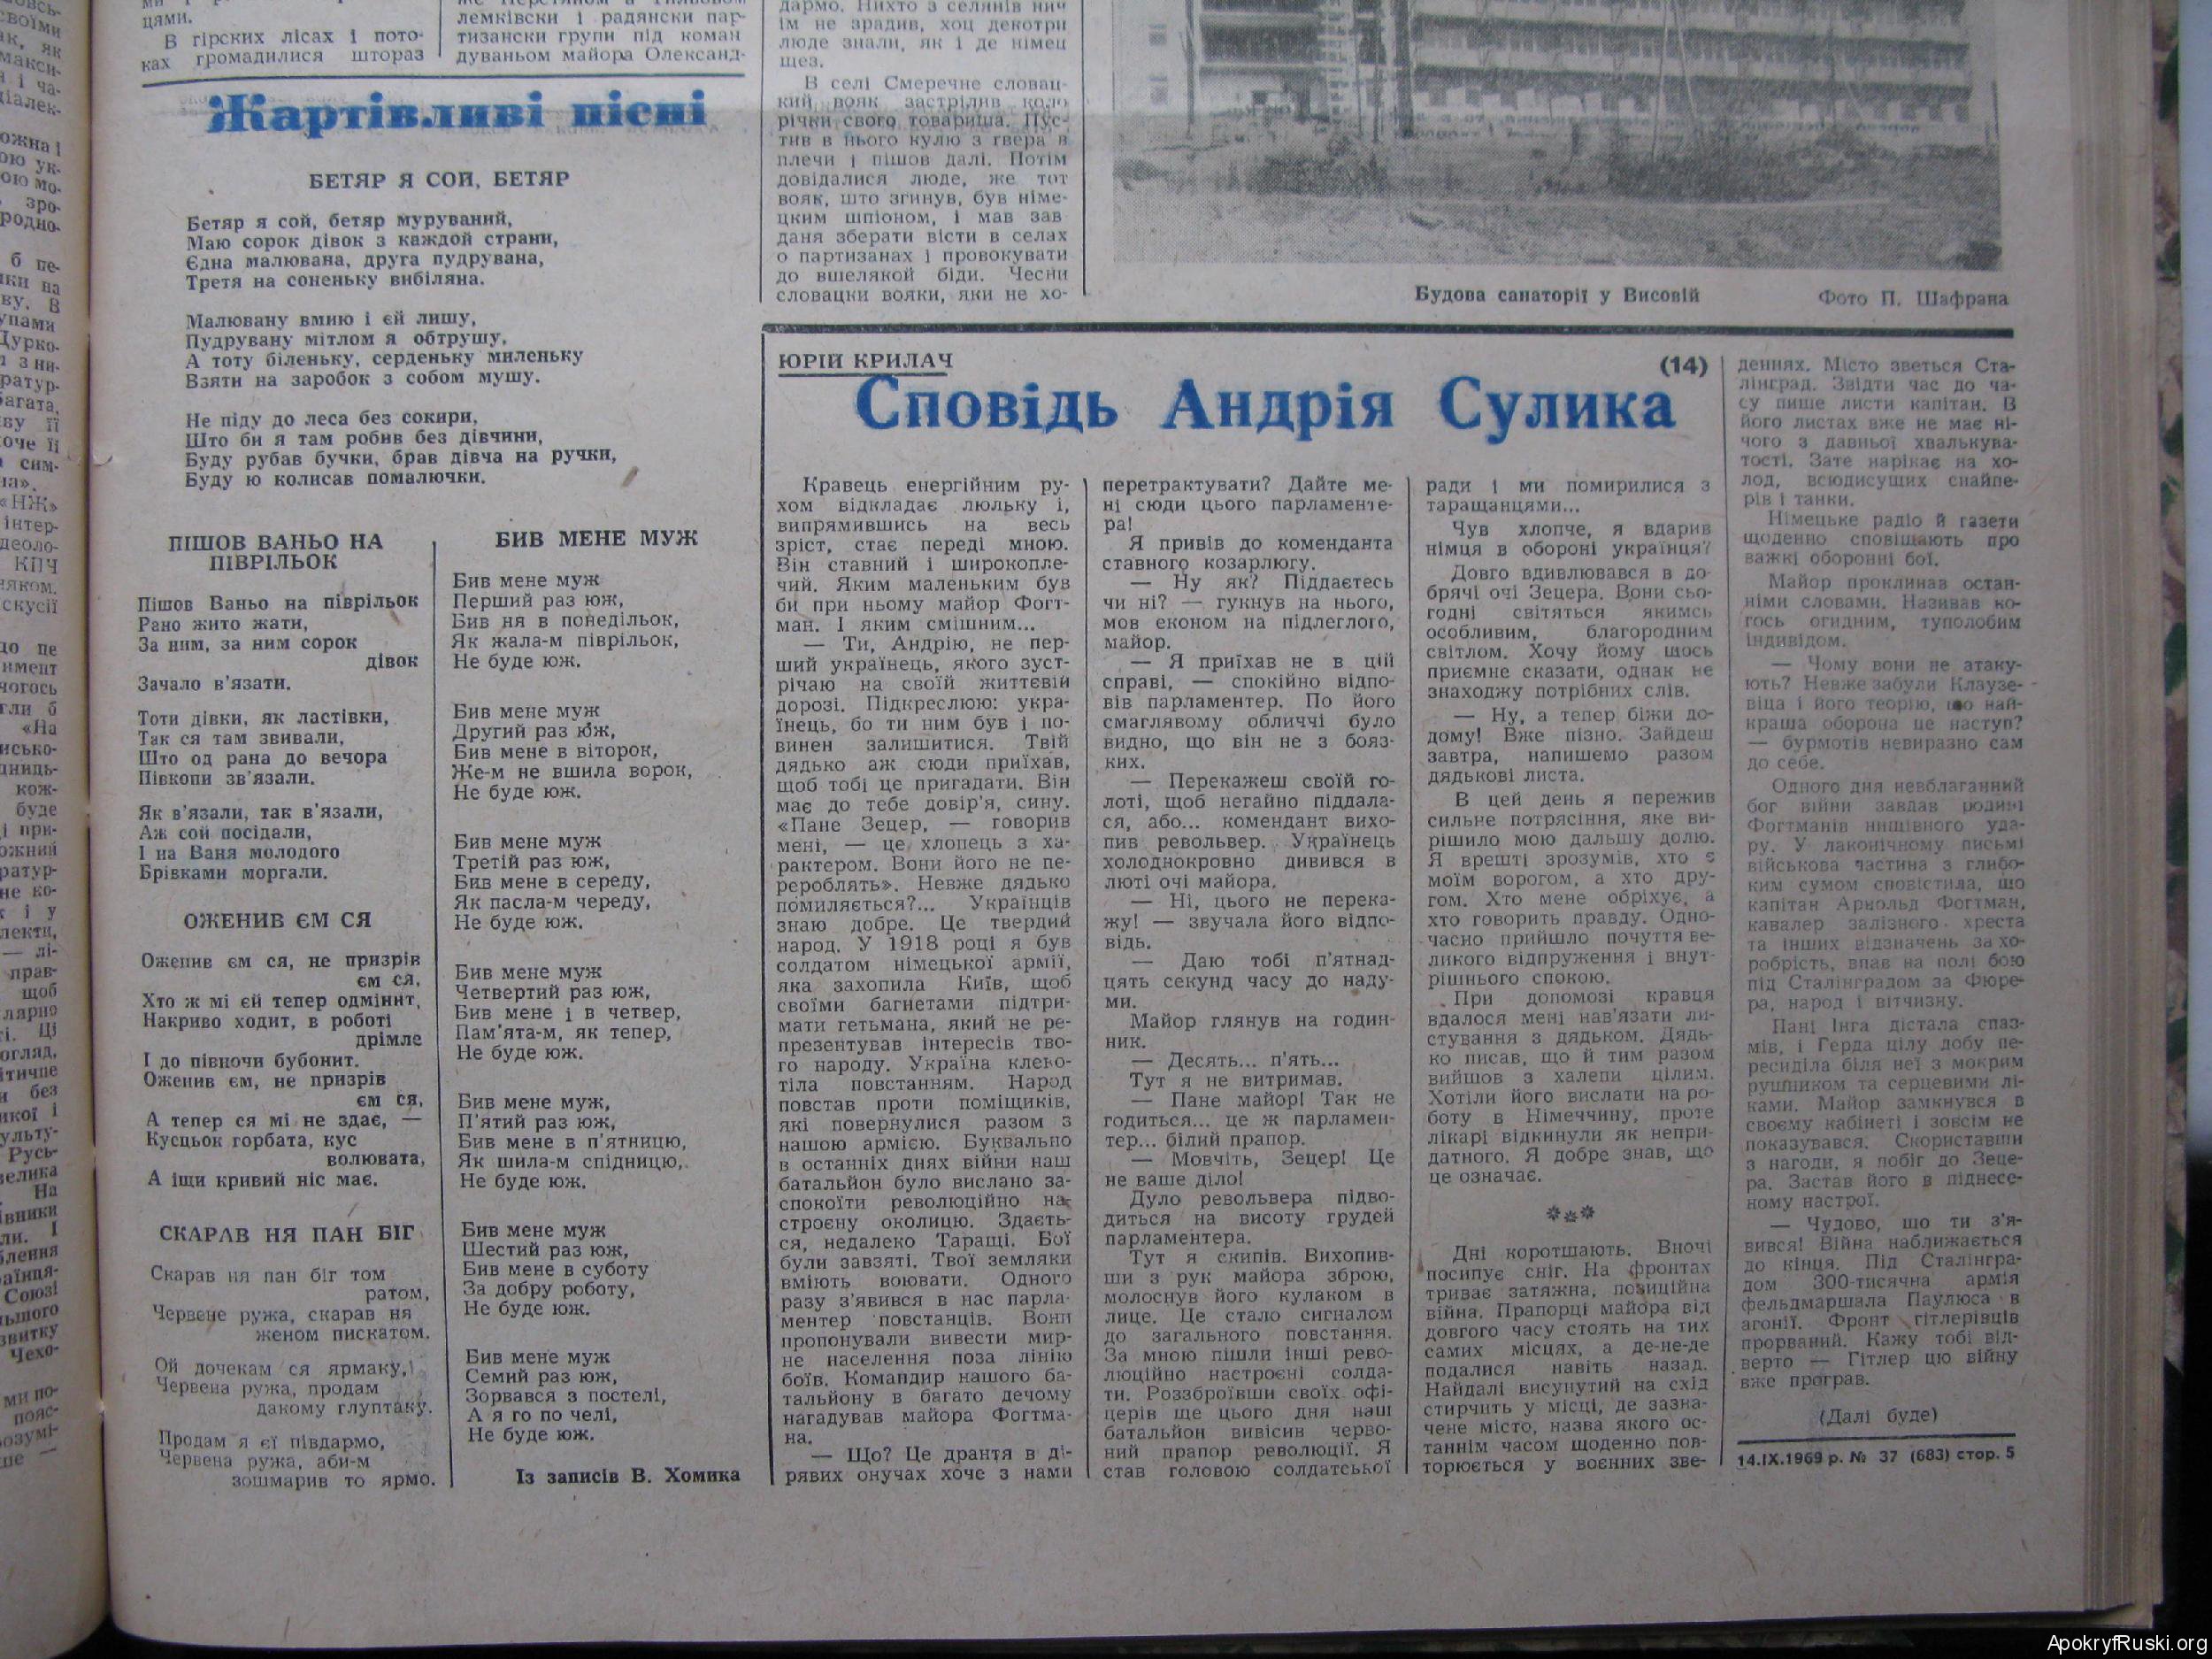 цями.
В гірских лісах і пото-
ках громадилися штораз
лемківски і радянски пар-
тизански групи під коман
дуваньом майора Олександ-
дармо. Нихто з селянів нич
їм не зрадив, хоц декотри
люде знали, як і де німец
щез.
В селі Смеречне словац-
кий вояк застрілив коло
річки свого товариша. Пус-
тив в нього кулю з гвера в
плечи і пішов далі. Потім
довідалися люде, же тот
вояк, што згинув, був німе-
цким шпіоном, і мав зав
даня зберати вісти в селах
о партизанах і провокувати
до вшелякой біди. Чесни
словацки вояки, яки не хо-
Будова санаторії у Висовій
Фото П. Шафрана
Жартівливі пісні
БЕТЯР Я СОЙ, БЕТЯР
Бетяр я сой, бетяр муруваний,
Маю сорок дівок з каждой страни,
Єдна малювана, друга пудрувана,
Третя на соненьку вибіляна.
Малювану вмию і єй лишу,
Пудрувану мітлом я обтрушу,
А тоту біленьку, серденьку миленьку
Взяти на заробок з собом мушу.
Не піду до леса без сокири,
Што би я там робив без дівчини,
Буду рубав бучки, брав дівча на ручки,
Буду ю колисав помалючки.
ПІШОВ ВАНЬО НА
ПІВРІЛЬОК
Пішов Ваньо на піврільок
Рано жито жати,
За ним, за ним сорок
дівок
Зачало в'язати.
Тоти дівки, як ластівки,
Так ся там звивали,
Што од рана до вечора
Півкопи зв'язали.
Як в'язали, так в'язали,
Аж сой посідали,
І на Ваня молодого
Брівками моргали.
ОЖЕНИВ ЄМ СЯ
Оженив єм ся, не призрів
єм ся,
Хто ж мі єй тепер одмінит,
Накриво ходит, в роботі
дрімле
І до півночи бубонит.
Оженив єм, не призрів
єм ся,
А тепер ся мі не здає, —
Кусцьок горбата, кус
волювата,
А іщи кривий ніс має.
СКАРАВ НЯ ПАН БІГ
Скарав ня пан біг том
ратом,
Червене ружа, скарав ня
женом пискатом.
Ой дочекам ся ярмаку,
Червена ружа, продам
дакому глуптаку.
Продам я єї півдармо,
Червена ружа, аби-м
зошмарив то ярмо.
БИВ МЕНЕ МУЖ
Бив мене муж
Перший раз юж,
Бив ня в понедільок,
Як жала-м піврільок,
Не буде юж.
Бив мене муж
Другий раз юж,
Бив мене в віторок,
Же-м не вшила ворок,
Не буде юж.
Бив мене муж
Третій раз юж,
Бив мене в середу,
Як пасла-м череду,
Не буде юж.
Бив мене муж
Четвертий раз юж,
Бив мене і в четвер,
Пам'ята-м, як тепер,
Не буде юж.
Бив мене муж,
П'ятий раз юж,
Бив мене в п'ятницю,
Як шила-м спідницю,
Не буде юж.
Бив мене муж
Шестий раз юж,
Бив мене в суботу
За добру роботу,
Не буде юж.
Бив мене муж
Семий раз юж,
Зорвався з постелі,
А я го по челі,
Не буде юж.
Із записів В. Хомика
ЮРІЙ КРИЛАЧ
(14)
Сповідь Андрія Сулика
Кравець енергійним ру-
хом відкладає люльку і,
випрямившись на весь
зріст, стає переді мною.
Він ставний і широкопле-
чий. Яким маленьким був
би при ньому майор Фогт-
ман. І яким смішним...
— Ти, Андрію, не пер-
ший українець, якого зуст-
річаю на своїй життєвій
дорозі. Підкреслюю: укра-
їнець, бо ти ним був і по-
винен залишитися. Твій
дядько аж сюди приїхав,
щоб тобі це пригадати. Він
має до тебе довір'я, сину.
«Пане Зецер, — говорив
мені, — це хлопець з ха-
рактером. Вони його не пе-
рероблять». Невже дядько
помиляється?... Українців
знаю добре. Це твердий
народ. У 1918 році я був
солдатом німецької армії,
яка захопила Київ, щоб
своїми багнетами підтри-
мати гетьмана, який не ре-
презентував інтересів тво-
го народу. Україна клеко-
тіла повстанням. Народ
повстав проти поміщиків,
які повернулися разом з
нашою армією. Буквально
в останніх днях війни наш
батальйон було вислано за-
спокоїти революційно на-
строєну околицю. Здаєть-
ся, недалеко Таращі. Бої
були завзяті. Твої земляки
вміють воювати. Одного
разу з'явився в нас парла-
ментер повстанців. Вони
пропонували вивести мир-
не населення поза лінію
боїв. Командир нашого ба-
тальйону в багато дечому
нагадував майора Фогтма-
на.
— Що? Це дрантя в ді-
рявих онучах хоче з нами
перетрактувати? Дайте ме-
ні сюди цього парламенте-
ра!
Я привів до коменданта
ставного козарлюгу.
— Ну як? Піддаєтесь
чи ні? — гукнув на нього,
мов економ на підлеглого,
майор.
— Я приїхав не в цій
справі, — спокійно відпо-
вів парламентер. По його
смаглявому обличчі було
видно, що він не з бояз-
ких.
— Перекажеш своїй го-
лоті, щоб негайно піддала-
ся, або... комендант вихо-
пив револьвер. Українець
холоднокровно дивився в
люті очі майора.
— Ні, цього не перека-
жу! — звучала його відпо-
відь.
— Даю тобі п'ятнад-
цять секунд часу до наду-
ми.
Майор глянув на годин-
ник.
— Десять... п'ять...
Тут я не витримав.
— Пане майор! Так не
годиться... це ж парламен-
тер... білий прапор.
— Мовчіть, Зецер! Це
не ваше діло!
Дуло револьвера підво-
диться на висоту грудей
парламентера.
Тут я скипів. Вихопив-
ши з рук майора зброю,
молоснув його кулаком в
лице. Це стало сигналом
до загального повстання.
За мною пішли інші рево-
люційно настроєні солда-
ти. Роззброївши своїх офі-
церів ще цього дня наш
батальйон вивісив черво-
ний прапор революції. Я
став головою солдатської
ради і ми помирилися з
таращанцями...
Чув хлопче, я вдарив
німця в обороні українця?
Довго вдивлювався в до-
брячі очі Зецера. Вони сьо-
годні світяться якимсь
особливим, благородним
світлом. Хочу йому щось
приємне сказати, однак не
знаходжу потрібних слів.
— Ну, а тепер біжи до-
дому! Вже пізно. Зайдеш
завтра, напишемо разом
дядькові листа.
В цей день я пережив
сильне потрясіння, яке ви-
рішило мою дальшу долю.
Я врешті зрозумів, хто є
моїм ворогом, а хто дру-
гом. Хто мене обріхує, а
хто говорить правду. Одно-
часно прийшло почуття ве-
ликого відпруження і внут-
рішнього спокою.
При допомозі кравця
вдалося мені нав'язати ли-
стування з дядьком. Дядь-
ко писав, що й тим разом
вийшов з халепи цілим.
Хотіли його вислати на ро-
боту в Німеччину, проте
лікарі відкинули як непри-
датного. Я добре знав, що
це означає.
***
Дні коротшають. Вночі
посипує сніг. На фронтах
триває затяжна, позиційна
війна. Прапорці майора від
довгого часу стоять на тих
самих місцях, а де-не-де
подалися навіть назад.
Найдалі висунутий на схід
стирчить у місці, де зазна-
чене місто, назва якого ос-
таннім часом щоденно пов-
торюється у воєнних зве-
деннях. Місто зветься Ста-
лінград. Звідти час до ча-
су пише листи капітан. В
його листах вже не має ні-
чого з давньої хвалькува-
тості. Зате нарікає на хо-
лод, всюдисущих снайпе-
рів і танки.
Німецьке радіо й газети
щоденно сповіщають про
важкі оборонні бої.
Майор проклинав остан-
німи словами. Називав ко-
гось огидним, туполобим
індивідом.
— Чому вони не атаку-
ють? Невже забули Клаузе-
віца і його теорію, що най-
краща оборона це наступ?
— бурмотів невиразно сам
до себе.
Одного дня невблаганний
бог війни завдав родині
Фогтманів нищівного уда-
ру. У лаконічному письмі
військова частина з глибо-
ким сумом сповістила, що
капітан Арнольд Фогтман,
кавалер залізного хреста
та інших відзначень за хо-
робрість, впав на полі бою
під Сталінградом за Фюре-
ра, народ і вітчизну.
Пані Інга дістала спаз-
мів, і Герда цілу добу пе-
ресиділа біля неї з мокрим
рушником та серцевими лі-
ками. Майор замкнувся в
своєму кабінеті і зовсім не
показувався. Скориставши
з нагоди, я побіг до Зеце-
ра. Застав його в піднесе-
ному настрої.
— Чудово, що ти з'я-
вився! Війна наближається
до кінця. Під Сталінгра-
дом 300-тисячна армія
фельдмаршала Паулюса в
агонії. Фронт гітлерівців
прорваний. Кажу тобі від-
верто — Гітлер цю війну
вже програв.
(Далі буде)
14.IX.1969 р. № 37 (683) стор. 5
ApokryfRuski.org